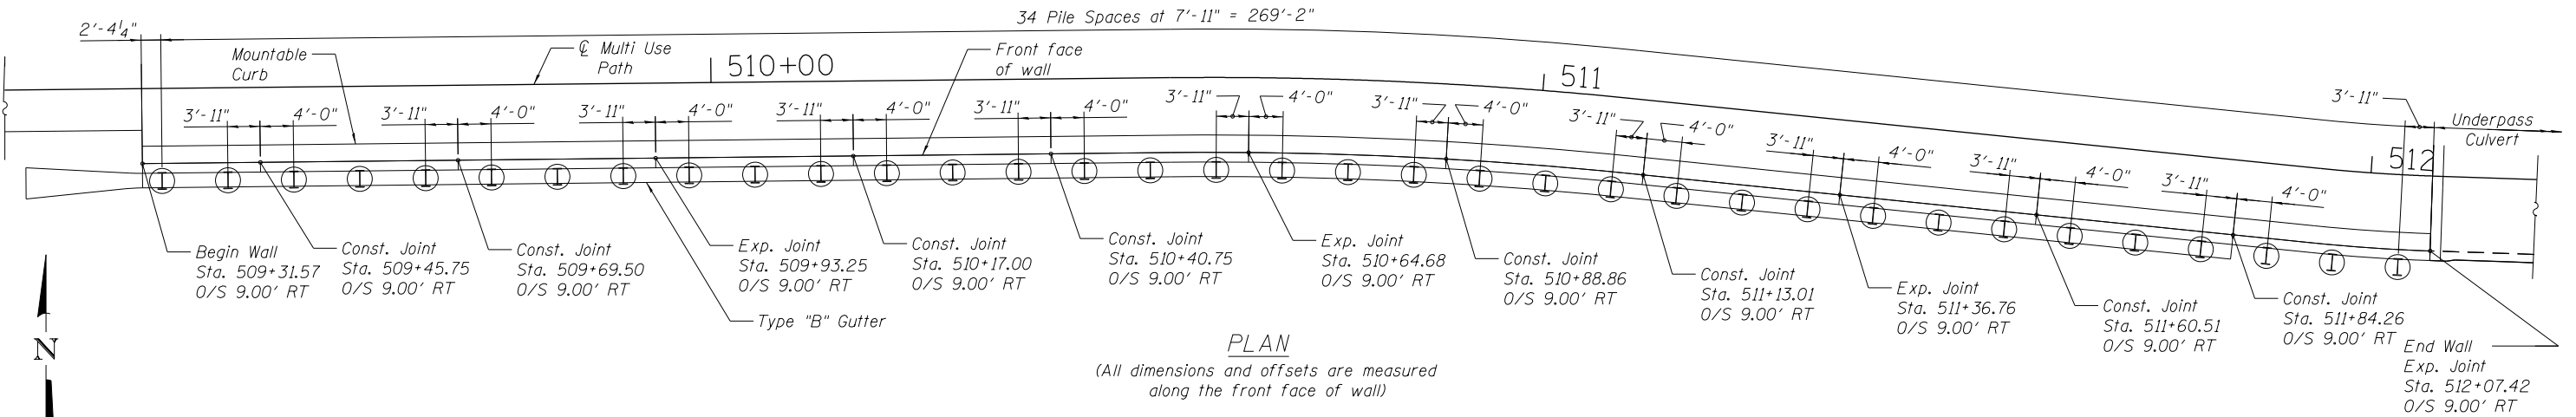 34 Pile Spaces at 7'-11" = 269'-2"
2'-4¼"
Mountable
Curb
℄ Multi Use
Path
510+00
Front face
of wall
511
512
Underpass
Culvert
3'-11" 4'-0"
3'-11" 4'-0"
3'-11" 4'-0"
3'-11" 4'-0"
3'-11" 4'-0"
3'-11" 4'-0"
3'-11" 4'-0"
3'-11" 4'-0"
3'-11" 4'-0"
3'-11" 4'-0"
3'-11" 4'-0"
3'-11"
Begin Wall
Sta. 509+31.57
O/S 9.00' RT
Const. Joint
Sta. 509+45.75
O/S 9.00' RT
Const. Joint
Sta. 509+69.50
O/S 9.00' RT
Exp. Joint
Sta. 509+93.25
O/S 9.00' RT
Const. Joint
Sta. 510+17.00
O/S 9.00' RT
Const. Joint
Sta. 510+40.75
O/S 9.00' RT
Exp. Joint
Sta. 510+64.68
O/S 9.00' RT
Const. Joint
Sta. 510+88.86
O/S 9.00' RT
Const. Joint
Sta. 511+13.01
O/S 9.00' RT
Exp. Joint
Sta. 511+36.76
O/S 9.00' RT
Const. Joint
Sta. 511+60.51
O/S 9.00' RT
Const. Joint
Sta. 511+84.26
O/S 9.00' RT
End Wall
Exp. Joint
Sta. 512+07.42
O/S 9.00' RT
Type "B" Gutter
N
PLAN
(All dimensions and offsets are measured
along the front face of wall)